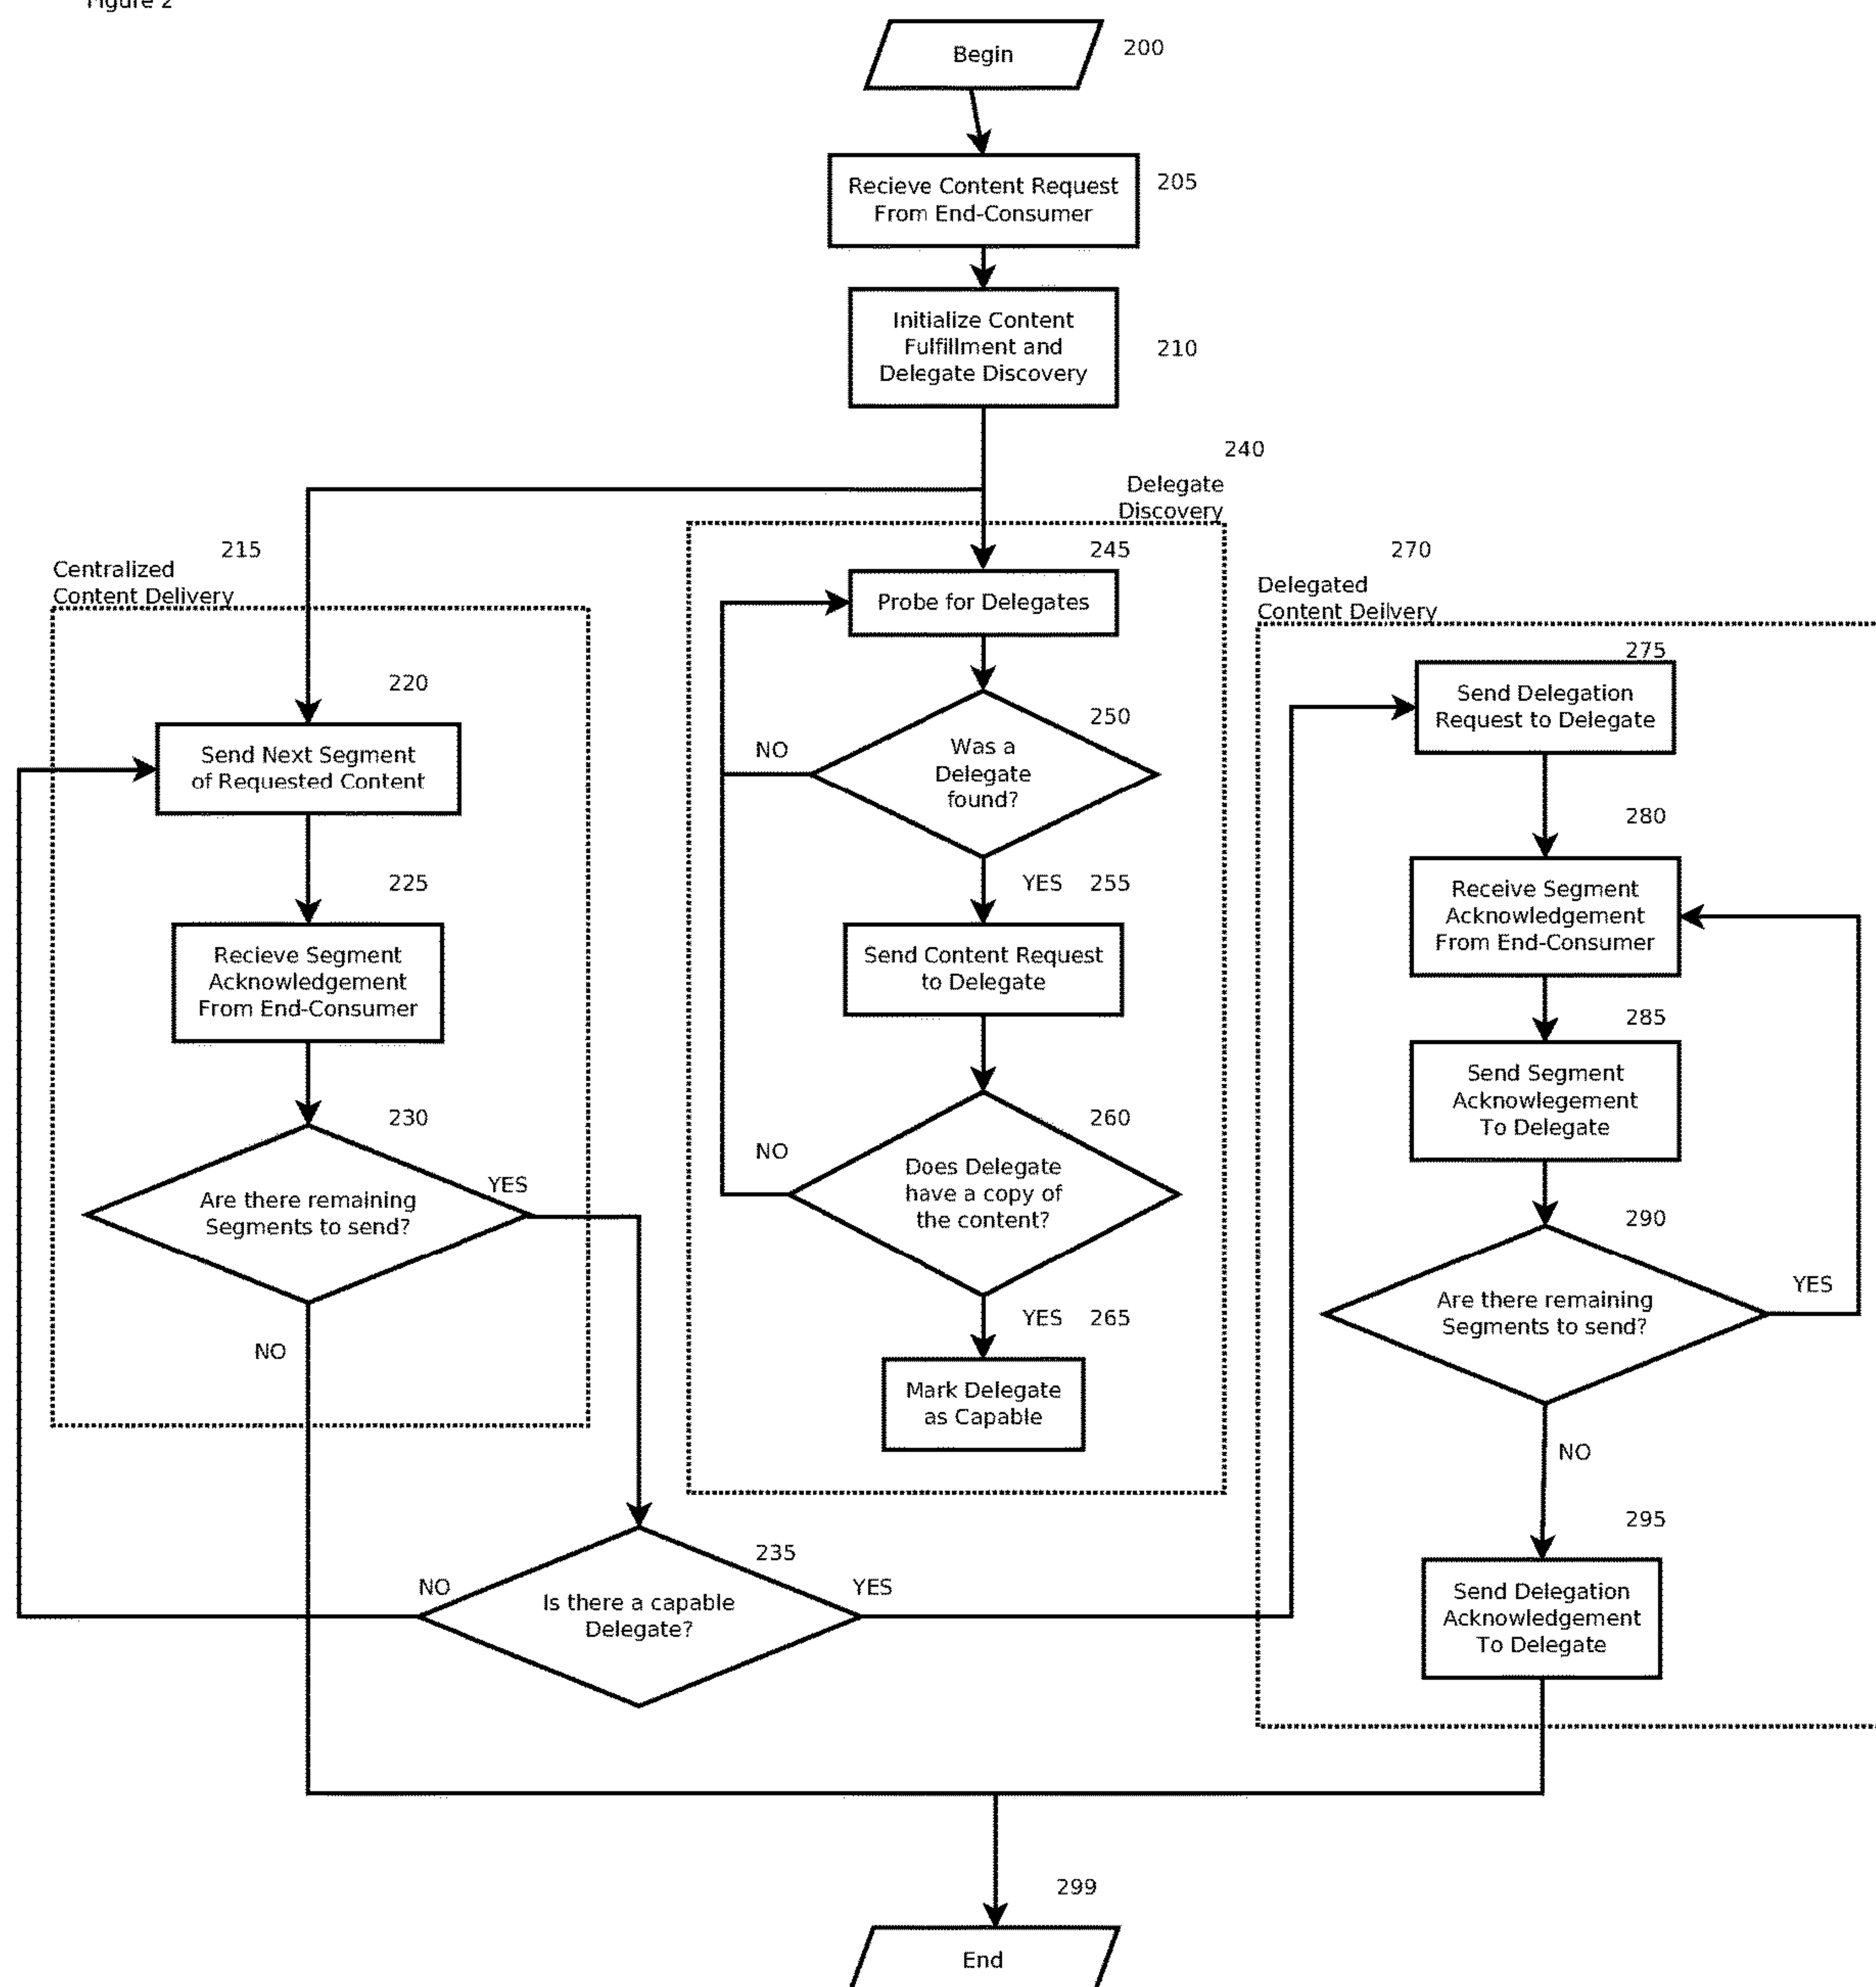 Figure 2
Begin
200
Recieve Content Request
From End-Consumer
205
Initialize Content
Fulfillment and
Delegate Discovery
210
240
Delegate
Discovery
215
Centralized
Content Delivery
220
Send Next Segment
of Requested Content
225
Recieve Segment
Acknowledgement
From End-Consumer
230
Are there remaining
Segments to send?
YES
NO
245
Probe for Delegates
250
Was a
Delegate
found?
NO
YES
255
Send Content Request
to Delegate
260
Does Delegate
have a copy of
the content?
NO
YES
265
Mark Delegate
as Capable
235
Is there a capable
Delegate?
NO
YES
270
Delegated
Content Deilvery
275
Send Delegation
Request to Delegate
280
Receive Segment
Acknowledgement
From End-Consumer
285
Send Segment
Acknowlegement
To Delegate
290
Are there remaining
Segments to send?
YES
NO
295
Send Delegation
Acknowledgement
To Delegate
299
End